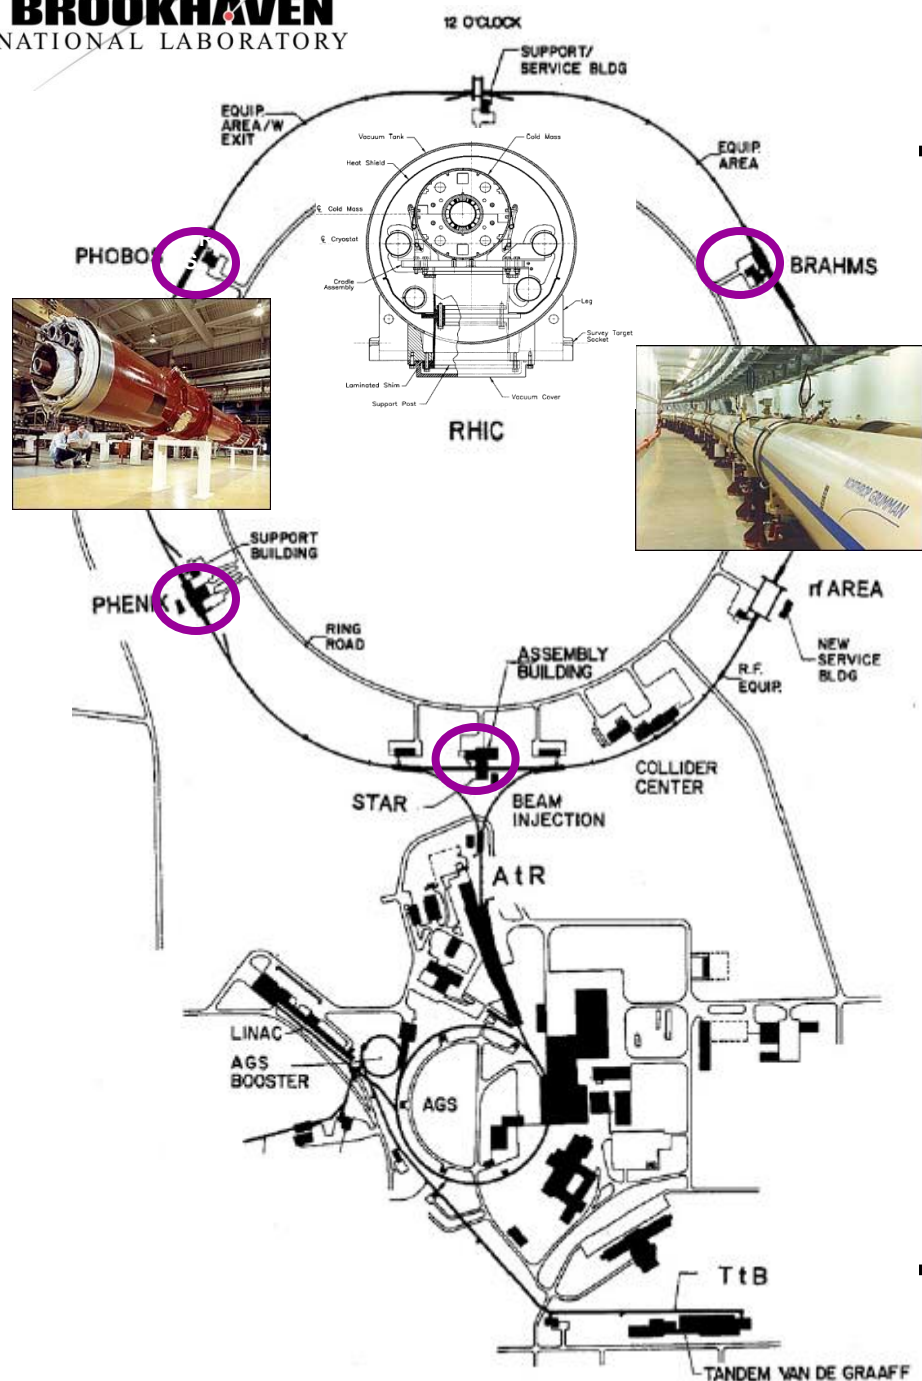 BROOKHAVEN
NATIONAL LABORATORY
12 O'CLOCK
SUPPORT/
SERVICE BLDG
EQUIP.
AREA/W
EXIT
EQUIP.
AREA
Vacuum Tank
Cold Mass
Heat Shield
℄ Cold Mass
℄ Cryostat
Cradle
Assembly
Leg
Survey Target
Socket
Laminated Shim
Support Post
Vacuum Cover
PHOBOS
BRAHMS
RHIC
NORTHROP GRUMMAN
SUPPORT
BUILDING
PHENIX
rf AREA
RING
ROAD
ASSEMBLY
BUILDING
NEW
SERVICE
BLDG
R.F.
EQUIP.
COLLIDER
CENTER
STAR
BEAM
INJECTION
AtR
LINAC
AGS
BOOSTER
AGS
TtB
TANDEM VAN DE GRAAFF